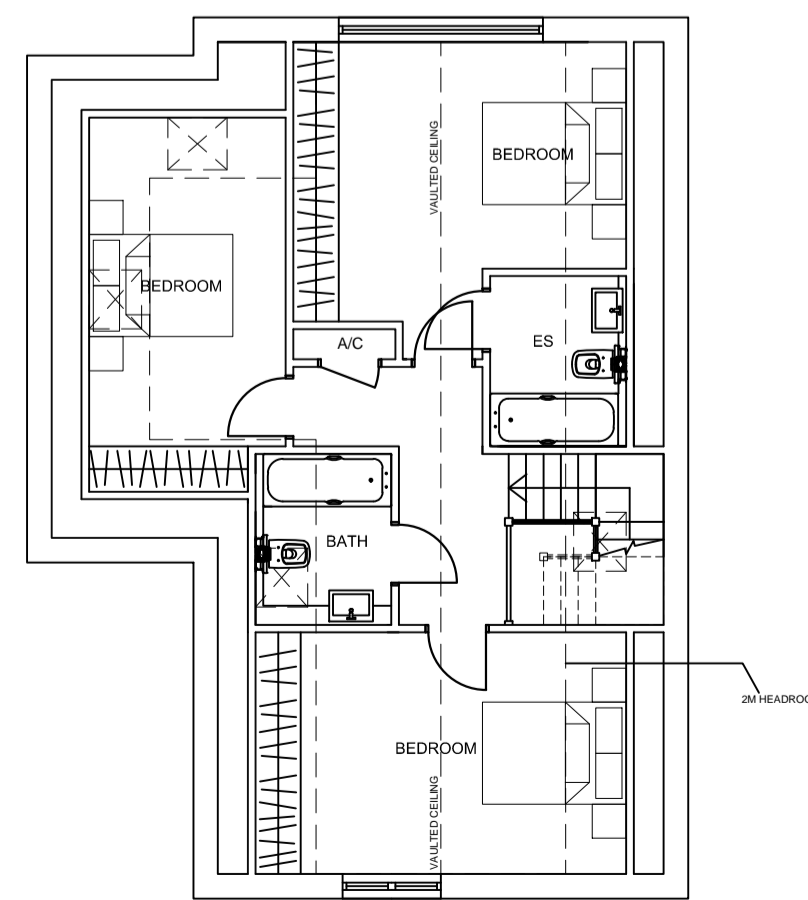 VAULTED CEILING
BEDROOM
BEDROOM
A/C
ES
BATH
2M HEADROO
BEDROOM
VAULTED CEILING